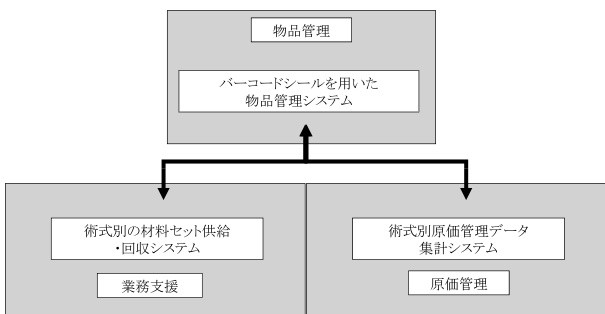 物品管理
バーコードシールを用いた
物品管理システム
術式別の材料セット供給
・回収システム
業務支援
術式別原価管理データ
集計システム
原価管理